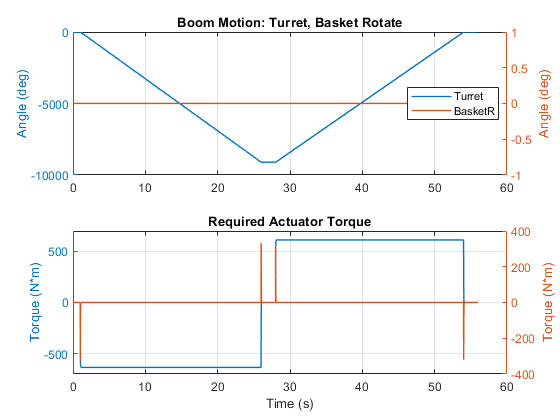 Boom Motion: Turret, Basket Rotate
0
-5000
-10000
Angle (deg)
1
0.5
0
-0.5
-1
Angle (deg)
Turret
BasketR
0 10 20 30 40 50 60
Required Actuator Torque
500
0
-500
Torque (N*m)
400
200
0
-200
-400
Torque (N*m)
0 10 20 30 40 50 60
Time (s)